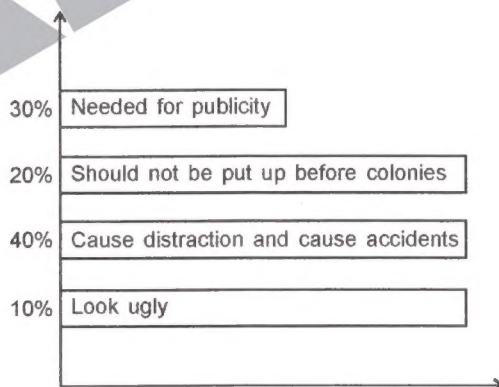 30% Needed for publicity
20% Should not be put up before colonies
40% Cause distraction and cause accidents
10% Look ugly